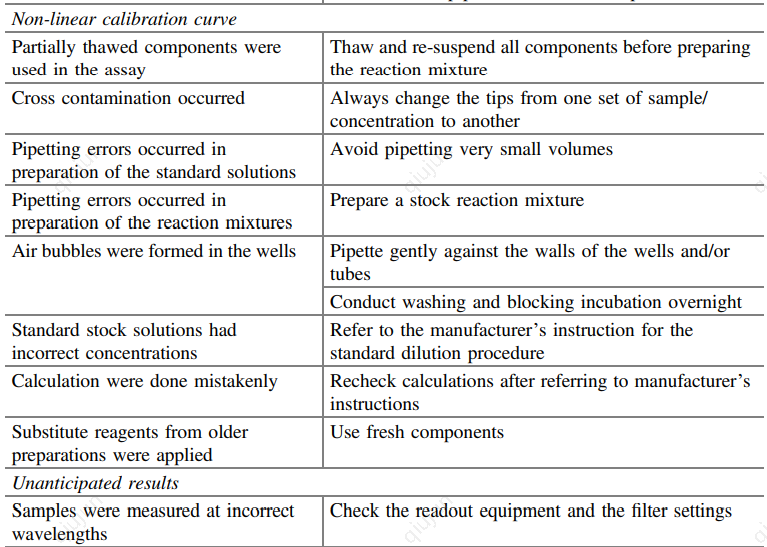 Non-linear calibration curve
Partially thawed components were
used in the assay
Thaw and re-suspend all components before preparing
the reaction mixture
Cross contamination occurred
Always change the tips from one set of sample/
concentration to another
Pipetting errors occurred in
preparation of the standard solutions
Avoid pipetting very small volumes
Pipetting errors occurred in
preparation of the reaction mixtures
Prepare a stock reaction mixture
Air bubbles were formed in the wells
Pipette gently against the walls of the wells and/or
tubes
Conduct washing and blocking incubation overnight
Standard stock solutions had
incorrect concentrations
Refer to the manufacturer's instruction for the
standard dilution procedure
Calculation were done mistakenly
Recheck calculations after referring to manufacturer's
instructions
Substitute reagents from older
preparations were applied
Use fresh components
Unanticipated results
Samples were measured at incorrect
wavelengths
Check the readout equipment and the filter settings